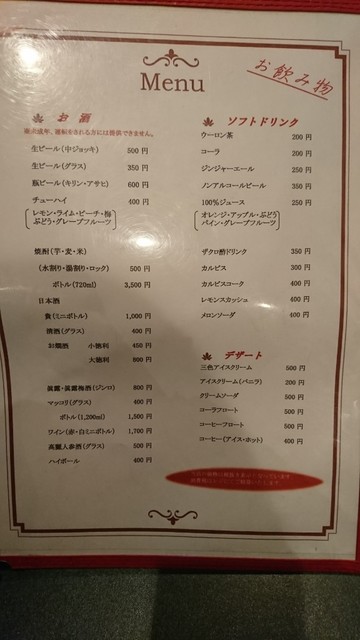 Menu
お飲み物
お酒
※未成年、運転をされる方には提供できません。
生ビール(中ジョッキ) 500 円
生ビール(グラス) 350 円
瓶ビール(キリン・アサヒ) 600 円
チューハイ 400 円
レモン・ライム・ピーチ・梅
ぶどう・グレープフルーツ
焼酎(芋・麦・米)
(水割り・湯割り・ロック) 500 円
ボトル(720ml) 3,500 円
日本酒
(ミニボトル) 1,000 円
清酒(グラス) 400 円
お燗酒 小徳利 450 円
大徳利 800 円
眞露・眞露梅酒(ジンロ) 800 円
マッコリ(グラス) 400 円
ボトル(1,200ml) 1,500 円
ワイン(赤・白ミニボトル) 1,700 円
高麗人参酒(グラス) 500 円
ハイボール 400 円
ソフトドリンク
ウーロン茶 200 円
コーラ 200 円
ジンジャーエール 250 円
ノンアルコールビール 350 円
100%ジュース 250 円
オレンジ・アップル・ぶどう
パイン・グレープフルーツ
ザクロ酢ドリンク 350 円
カルピス 300 円
カルピスコーク 400 円
レモンスカッシュ 400 円
メロンソーダ 400 円
デザート
三色アイスクリーム 500 円
アイスクリーム(バニラ) 200 円
クリームソーダ 500 円
コーラフロート 500 円
コーヒーフロート 500 円
コーヒー(アイス・ホット) 400 円